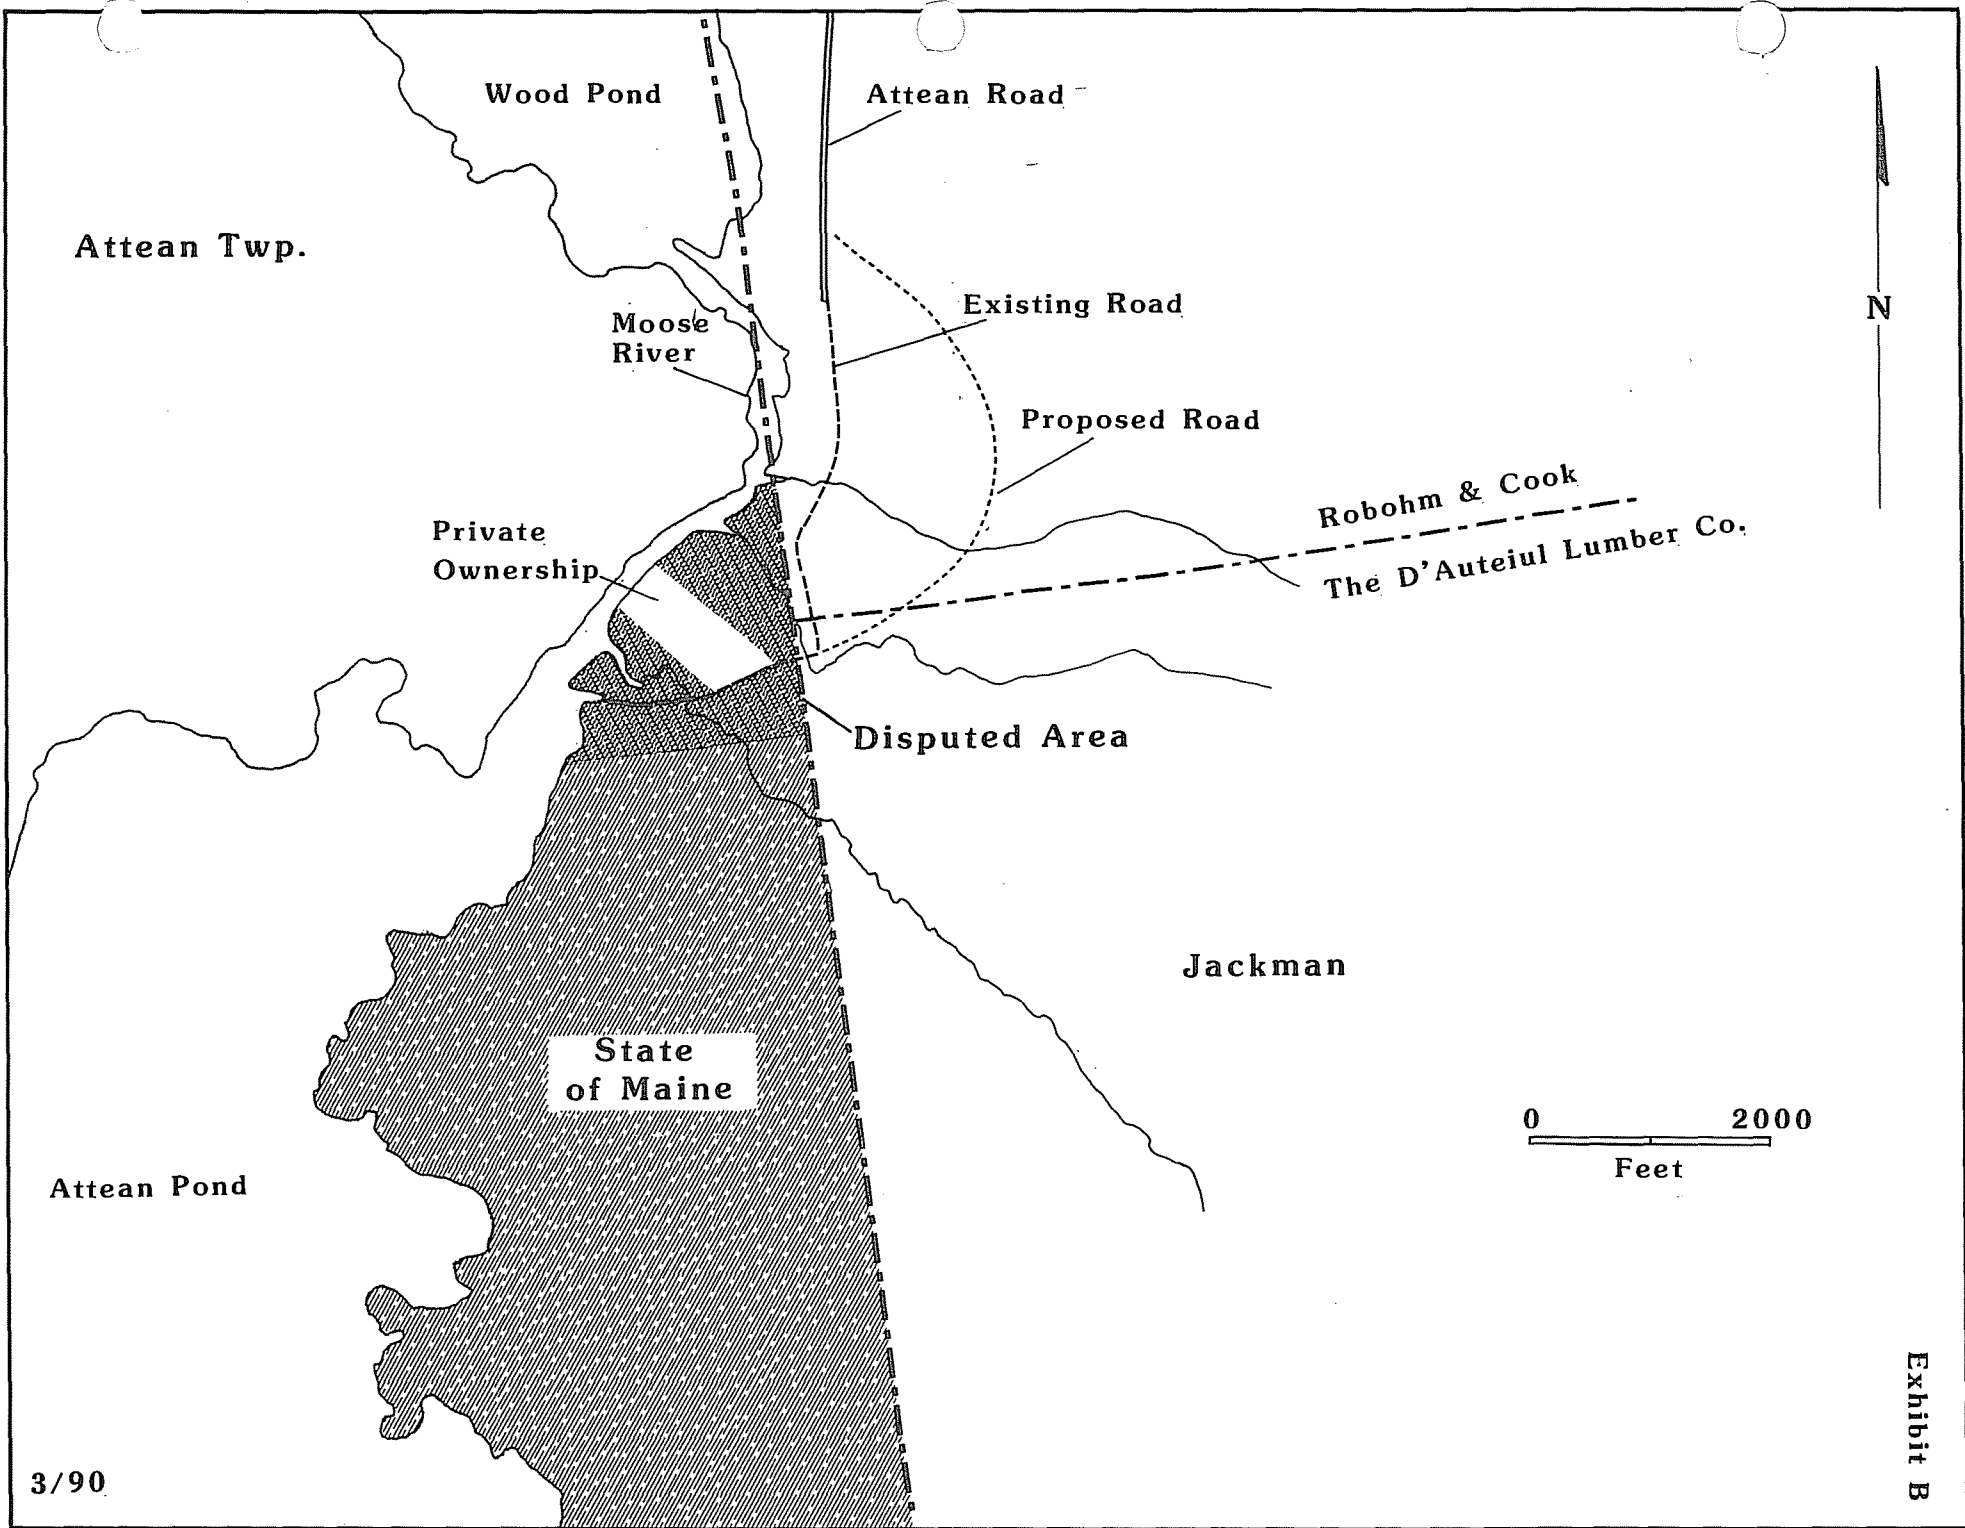 Wood Pond
Attean Road
Attean Twp.
Existing Road
N
Moose
River
Proposed Road
Robohm & Cook
Private
Ownership
The D'Auteiul Lumber Co.
Disputed Area
Jackman
State
of Maine
0 2000
Feet
Attean Pond
Exhibit B
3/90